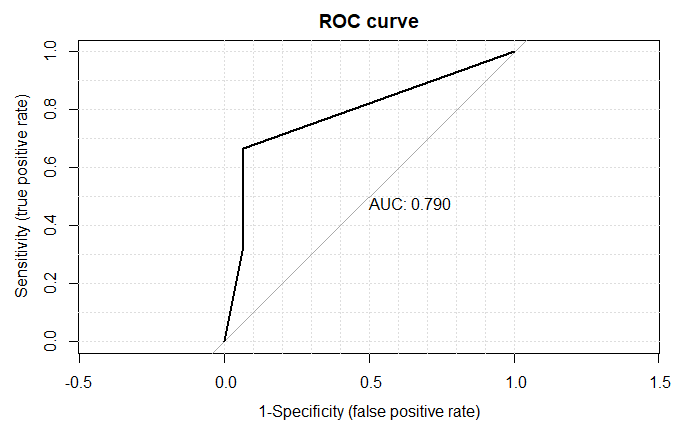 ROC curve
Sensitivity (true positive rate)
1.0
0.8
0.6
0.4
0.2
0.0
AUC: 0.790
-0.5 0.0 0.5 1.0 1.5
1-Specificity (false positive rate)